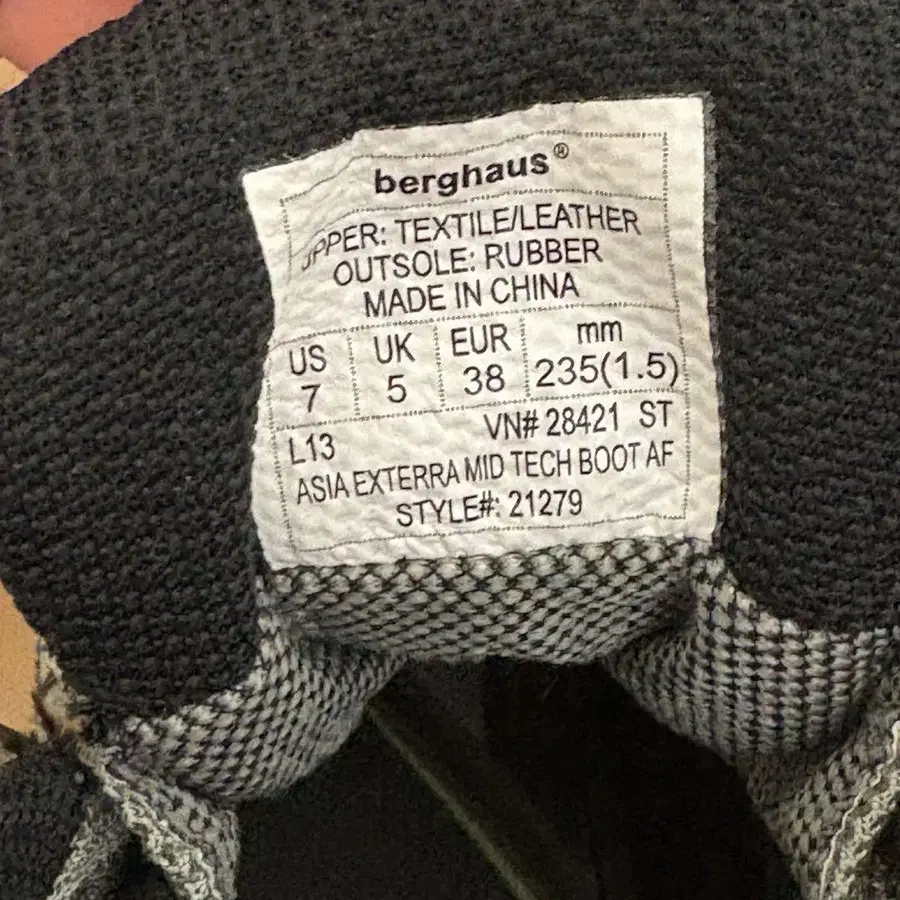 berghaus®
UPPER: TEXTILE/LEATHER
OUTSOLE: RUBBER
MADE IN CHINA
US UK EUR mm
7 5 38 235(1.5)
L13 VN# 28421 ST
ASIA EXTERRA MID TECH BOOT AF
STYLE#: 21279